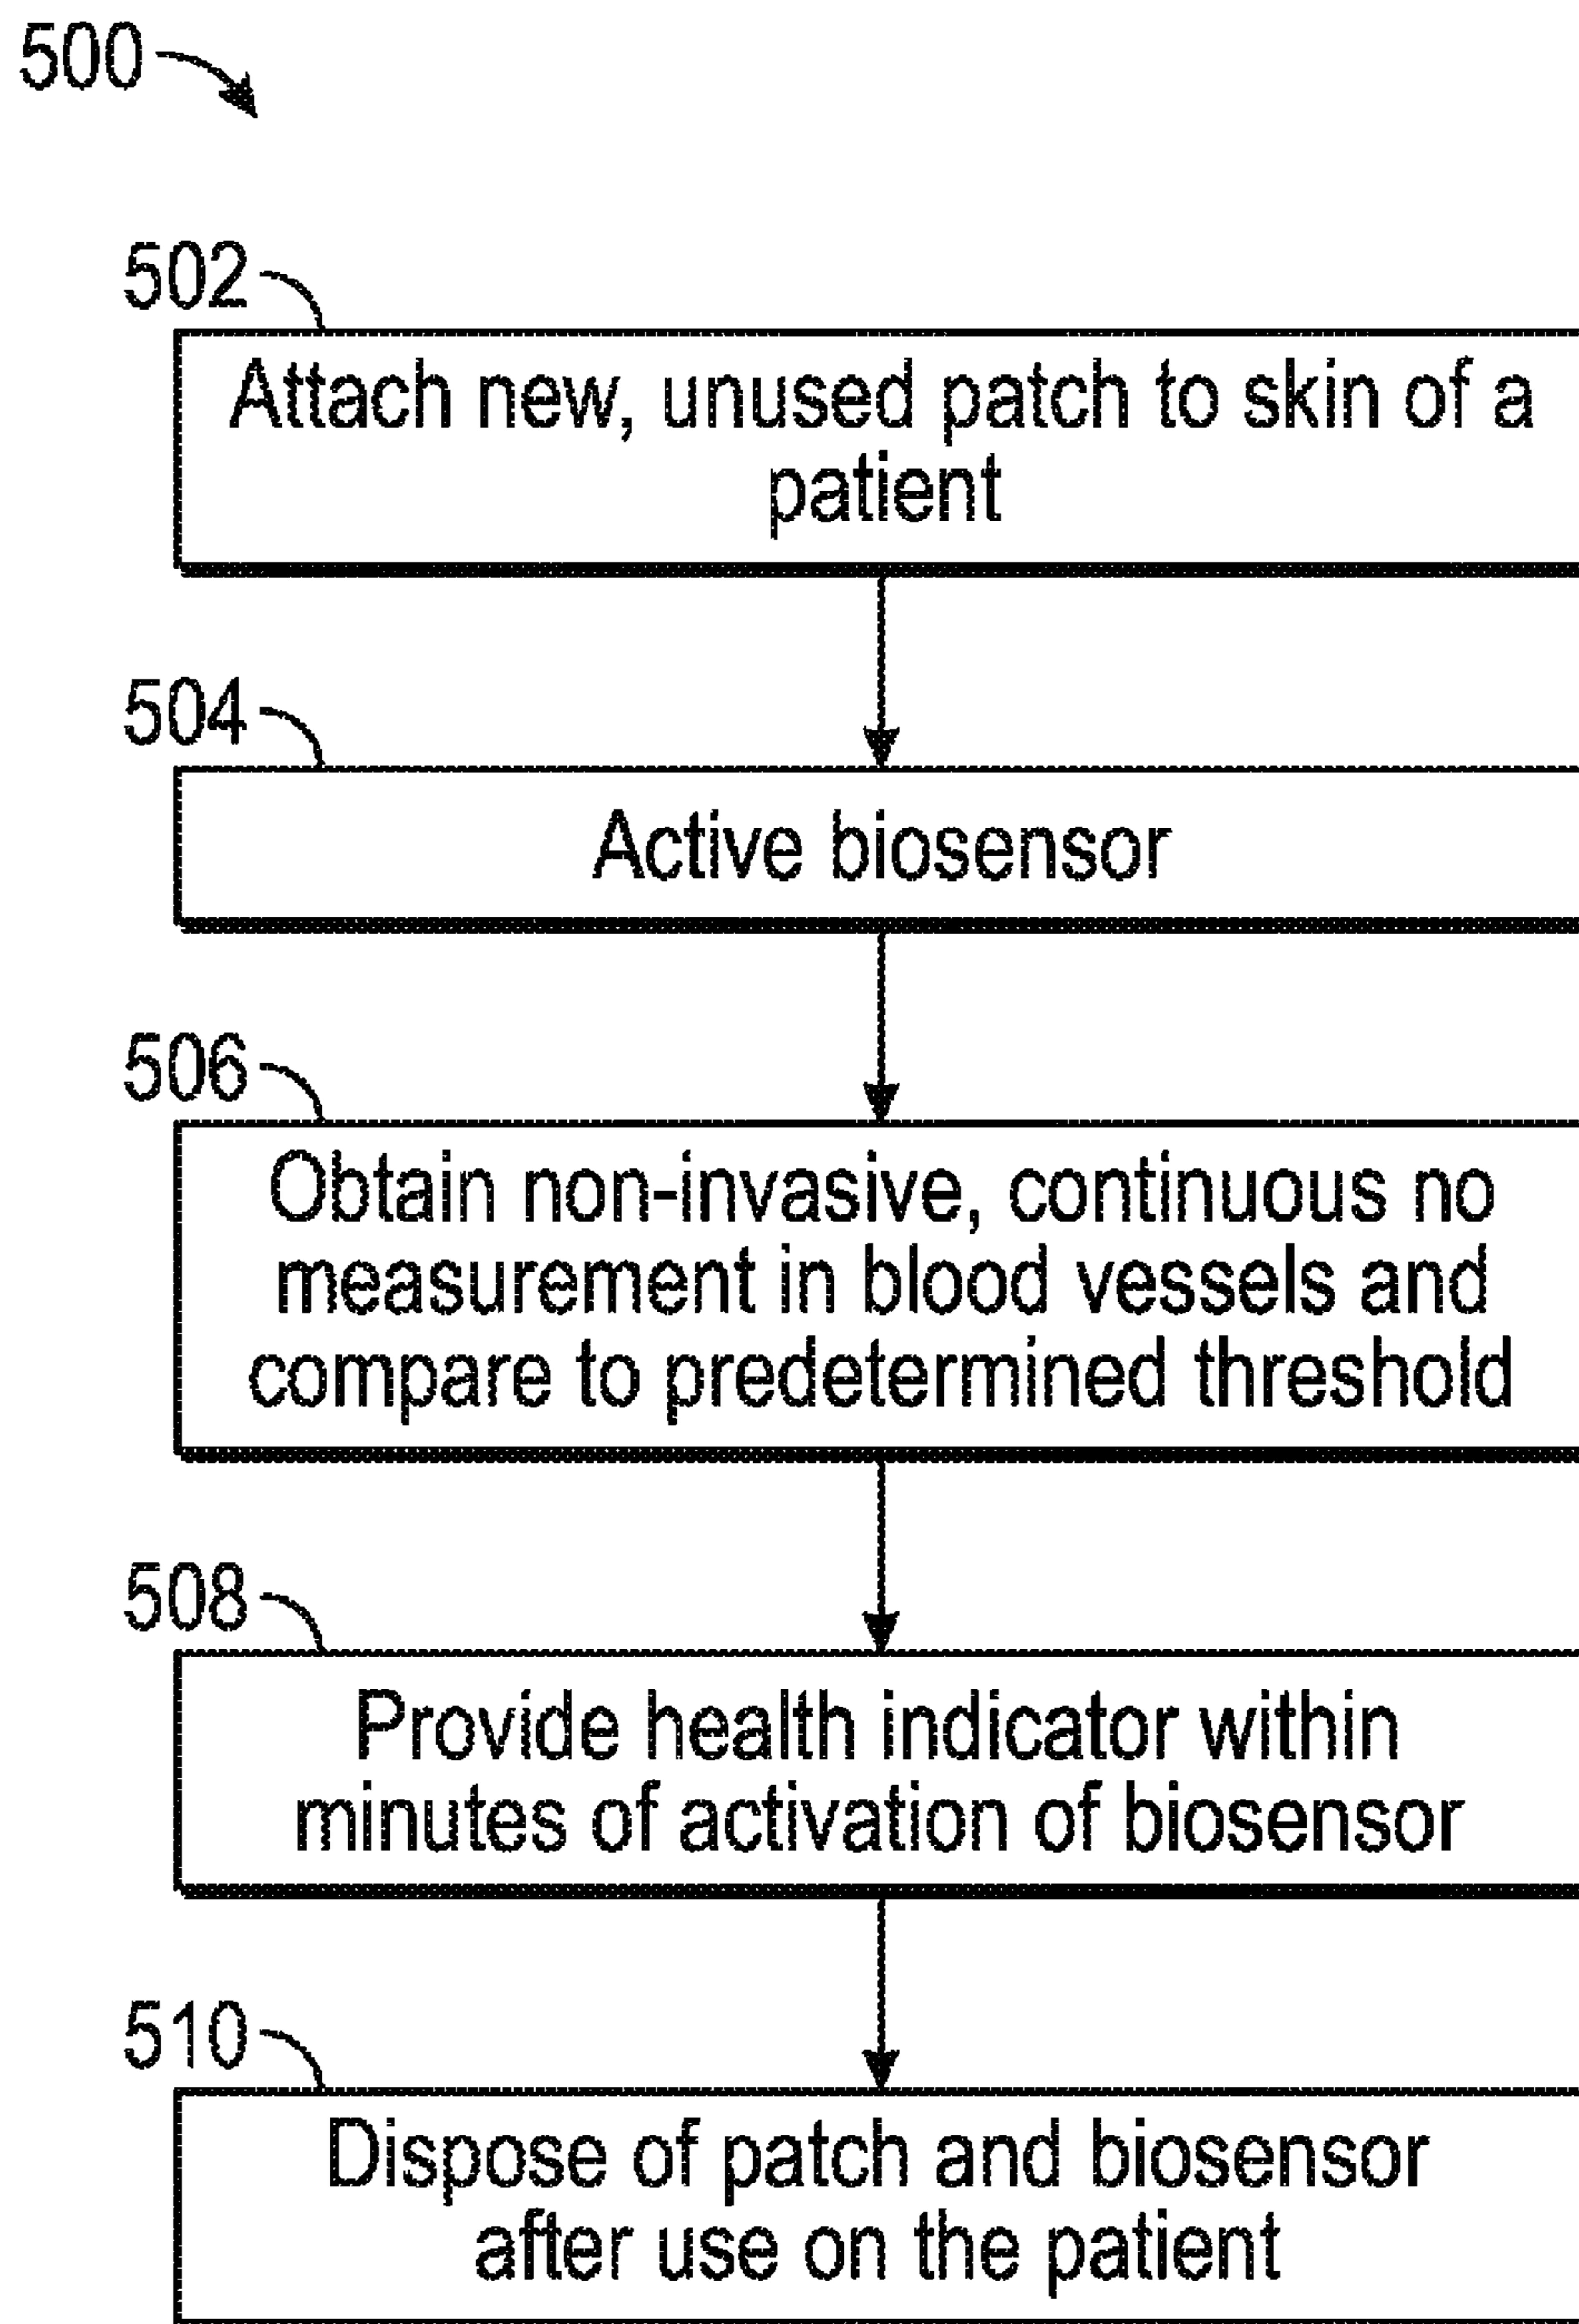 500
502
Attach new, unused patch to skin of a
patient
504
Active biosensor
506
Obtain non-invasive, continuous no
measurement in blood vessels and
compare to predetermined threshold
508
Provide health indicator within
minutes of activation of biosensor
510
Dispose of patch and biosensor
after use on the patient